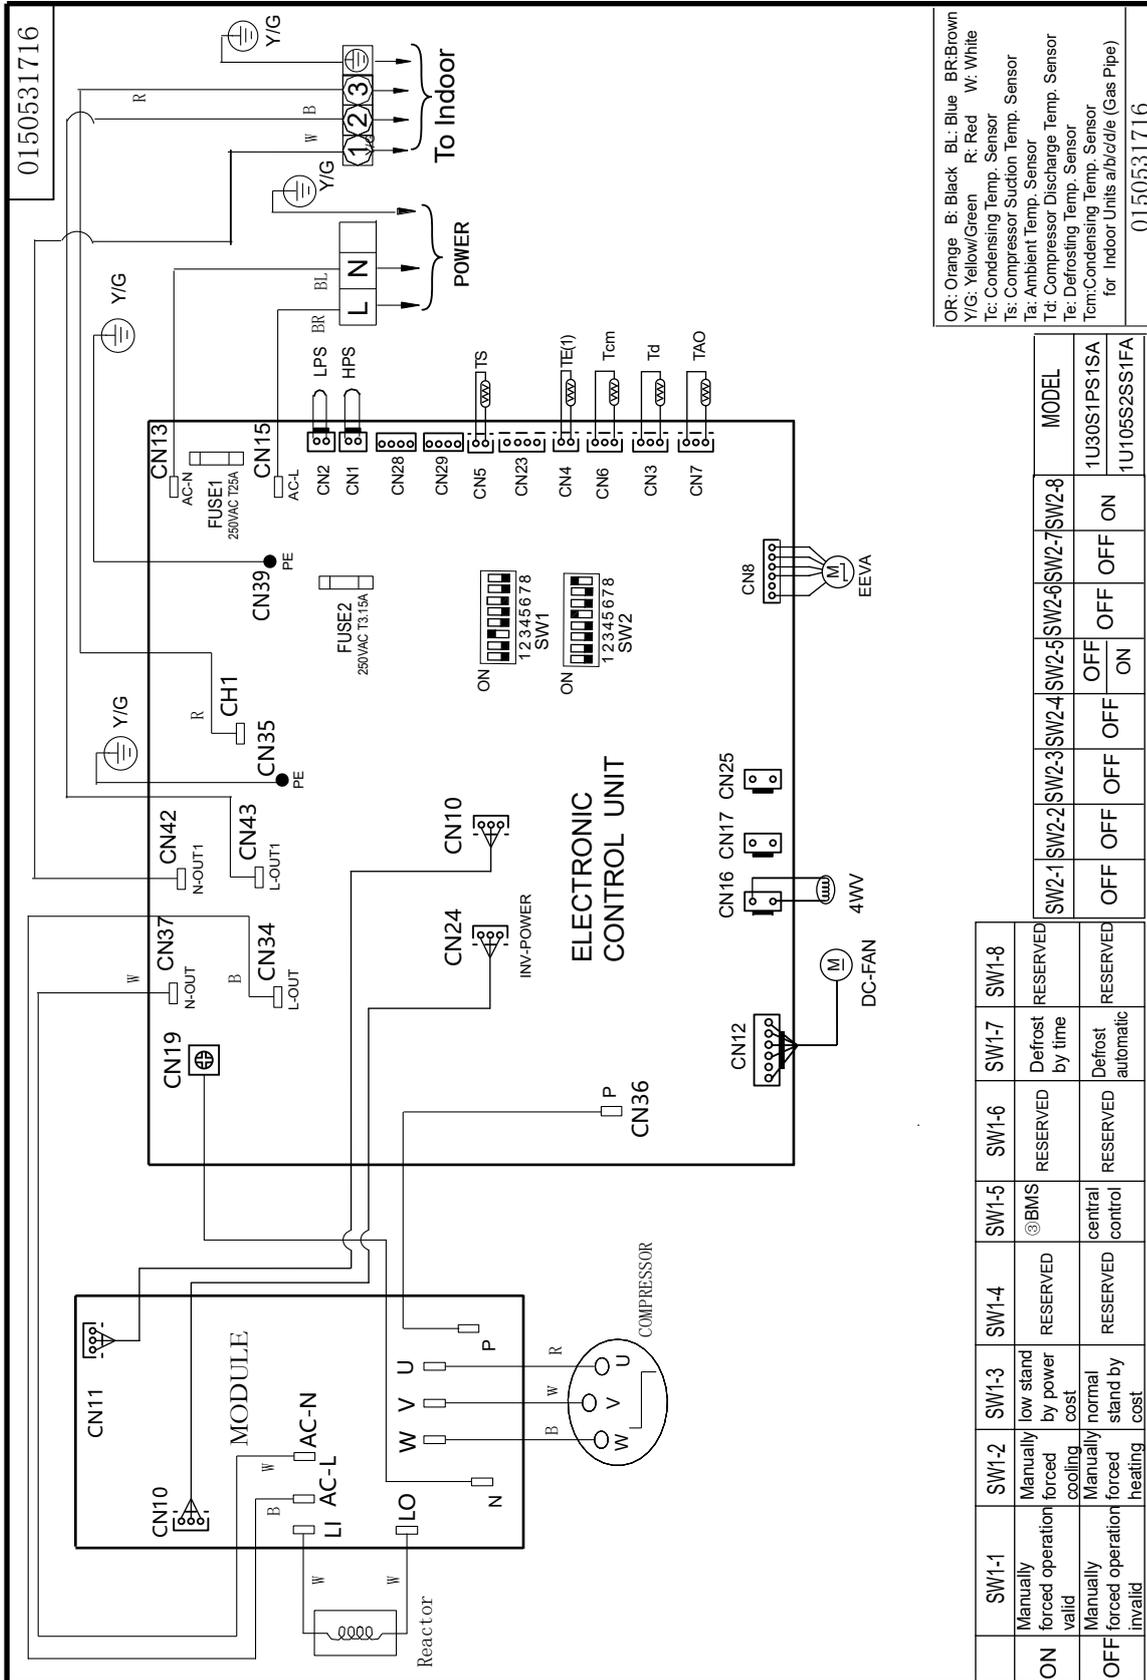 0150531716
Y/G
R
B
W
1
2
3
To Indoor
Y/G
POWER
L
N
BL
BR
Y/G
Y/G
LPS
HPS
TS
TE(1)
Tcm
Td
TAO
CN13
AC-N
FUSE1
250VAC T25A
CN15
AC-L
CN2
CN1
CN28
CN29
CN5
CN23
CN4
CN6
CN3
CN7
CN39
PE
FUSE2
250VAC T3.15A
ON
12345678
SW1
ON
12345678
SW2
CN8
M
EEVA
R
CH1
CN35
PE
CN42
N-OUT1
CN43
L-OUT1
W
CN37
N-OUT
B
CN34
L-OUT
CN19
CN10
CN24
INV-POWER
ELECTRONIC
CONTROL UNIT
CN25
CN17
CN16
4WV
M
DC-FAN
CN12
P
CN36
CN11
MODULE
CN10
W
AC-N
B
AC-L
LI
LO
W
V
U
P
N
W
W
Reactor
B
W
R
W
V
U
COMPRESSOR
OR: Orange B: Black BL: Blue BR:Brown
Y/G: Yellow/Green R: Red W: White
Tc: Condensing Temp. Sensor
Ts: Compressor Suction Temp. Sensor
Ta: Ambient Temp. Sensor
Td: Compressor Discharge Temp. Sensor
Te: Defrosting Temp. Sensor
Tcm:Condensing Temp. Sensor
for Indoor Units a/b/c/d/e (Gas Pipe)
0150531716
SW2-1 SW2-2 SW2-3 SW2-4 SW2-5 SW2-6 SW2-7 SW2-8 MODEL
OFF OFF OFF OFF OFF OFF OFF ON 1U30S1PS1SA
ON 1U105S2SS1FA
SW1-1 SW1-2 SW1-3 SW1-4 SW1-5 SW1-6 SW1-7 SW1-8
ON
Manually
forced operation
valid
Manually
forced
cooling
low stand
by power
cost
RESERVED
③BMS
RESERVED
Defrost
by time
RESERVED
OFF
Manually
forced operation
invalid
Manually
forced
heating
normal
stand by
cost
RESERVED
central
control
RESERVED
Defrost
automatic
RESERVED